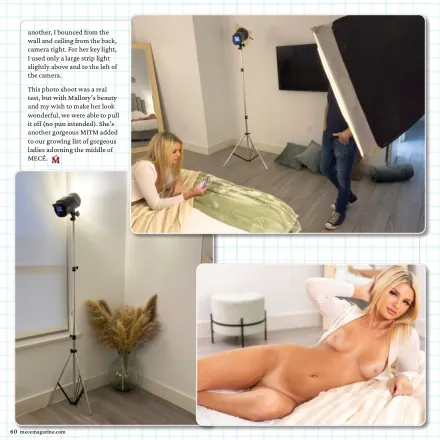 another, I bounced from the
wall and ceiling from the back,
camera right. For her key light,
I used only a large strip light
slightly above and to the left of
the camera.
This photo shoot was a real
test, but with Mallory's beauty
and my wish to make her look
wonderful, we were able to pull
it off (no pun intended). She's
another gorgeous MITM added
to our growing list of gorgeous
ladies adorning the middle of
MECÉ. M
60 mecemagazine.com